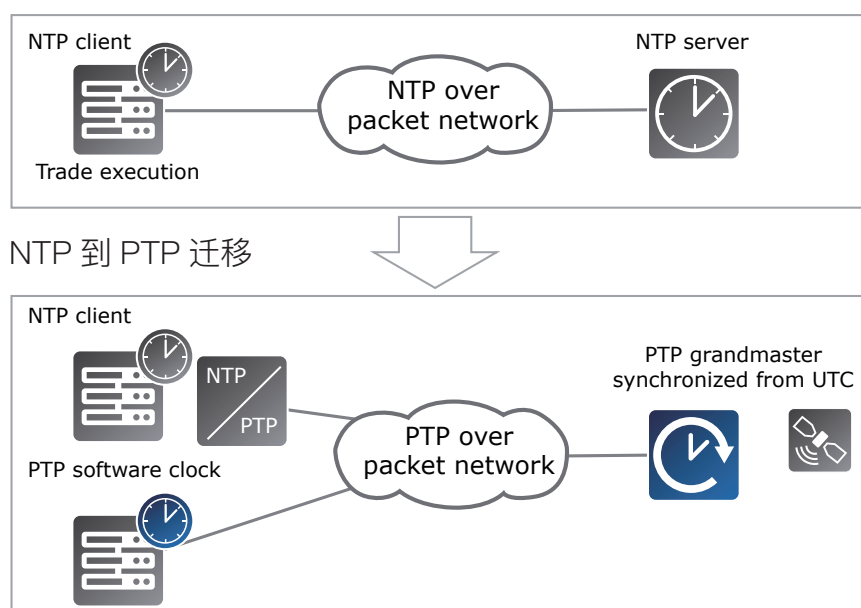 NTP client
NTP server
NTP over
packet network
Trade execution
NTP 到 PTP 迁移
NTP client
PTP grandmaster
synchronized from UTC
NTP
PTP
PTP over
packet network
PTP software clock